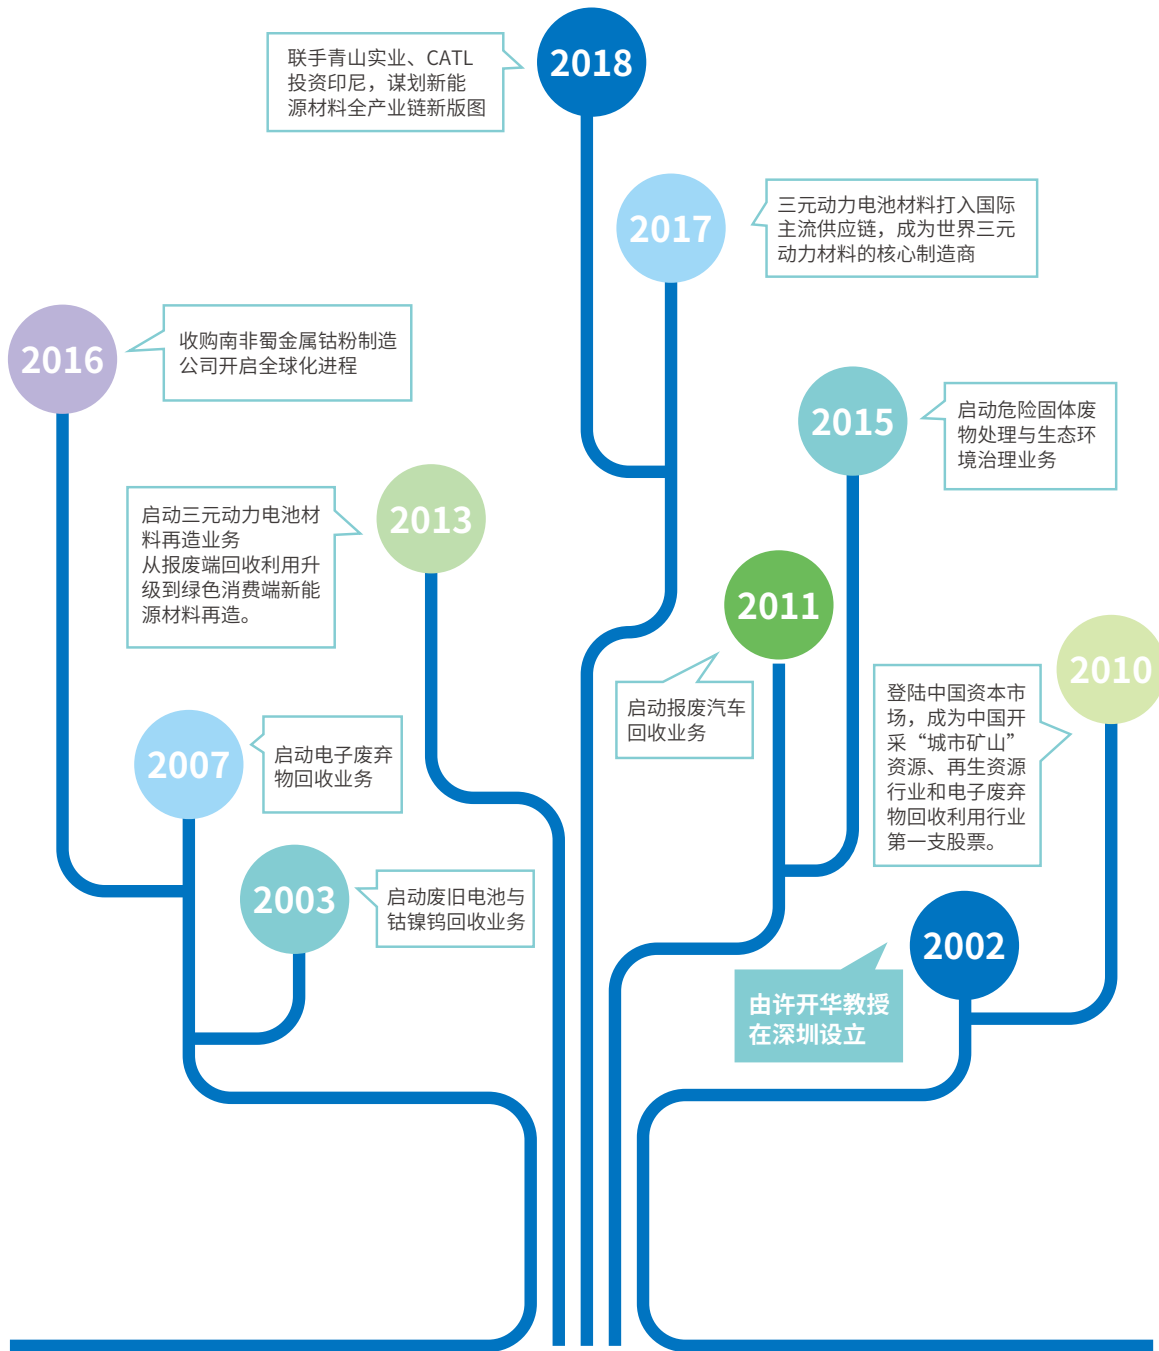 2018
联手青山实业、CATL
投资印尼，谋划新能
源材料全产业链新版图
2017
三元动力电池材料打入国际
主流供应链，成为世界三元
动力材料的核心制造商
2016
收购南非蜀金属钴粉制造
公司开启全球化进程
2015
启动危险固体废
物处理与生态环
境治理业务
2013
启动三元动力电池材
料再造业务
从报废端回收利用升
级到绿色消费端新能
源材料再造。
2011
启动报废汽车
回收业务
2010
登陆中国资本市
场，成为中国开
采“城市矿山”
资源、再生资源
行业和电子废弃
物回收利用行业
第一支股票。
2007
启动电子废弃
物回收业务
2003
启动废旧电池与
钴镍钨回收业务
2002
由许开华教授
在深圳设立